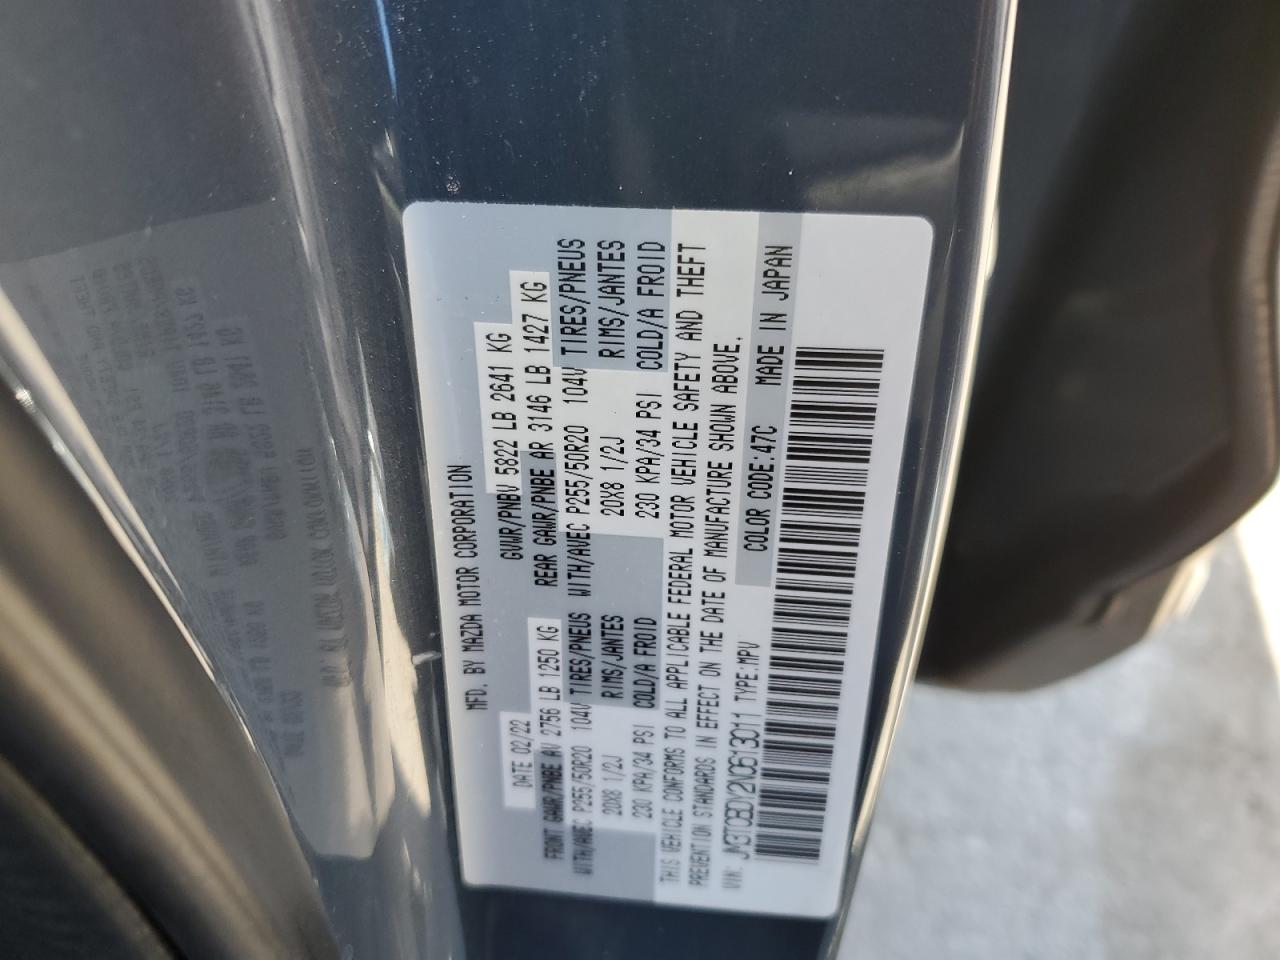 MFD. BY MAZDA MOTOR CORPORATION
DATE 02/22 GVWR/PNBV 5822 LB 2641 KG
FRONT GAWR/PNBE AV 2756 LB 1250 KG REAR GAWR/PNBE AR 3146 LB 1427 KG
WITH/AVEC P255/50R20 104V TIRES/PNEUS WITH/AVEC P255/50R20 104V TIRES/PNEUS
20X8 1/2J RIMS/JANTES 20X8 1/2J RIMS/JANTES
230 KPA/34 PSI COLD/A FROID 230 KPA/34 PSI COLD/A FROID
THIS VEHICLE CONFORMS TO ALL APPLICABLE FEDERAL MOTOR VEHICLE SAFETY AND THEFT
PREVENTION STANDARDS IN EFFECT ON THE DATE OF MANUFACTURE SHOWN ABOVE.
VIN: JM3TCBDY2N0613011 TYPE:MPV COLOR CODE:47C MADE IN JAPAN